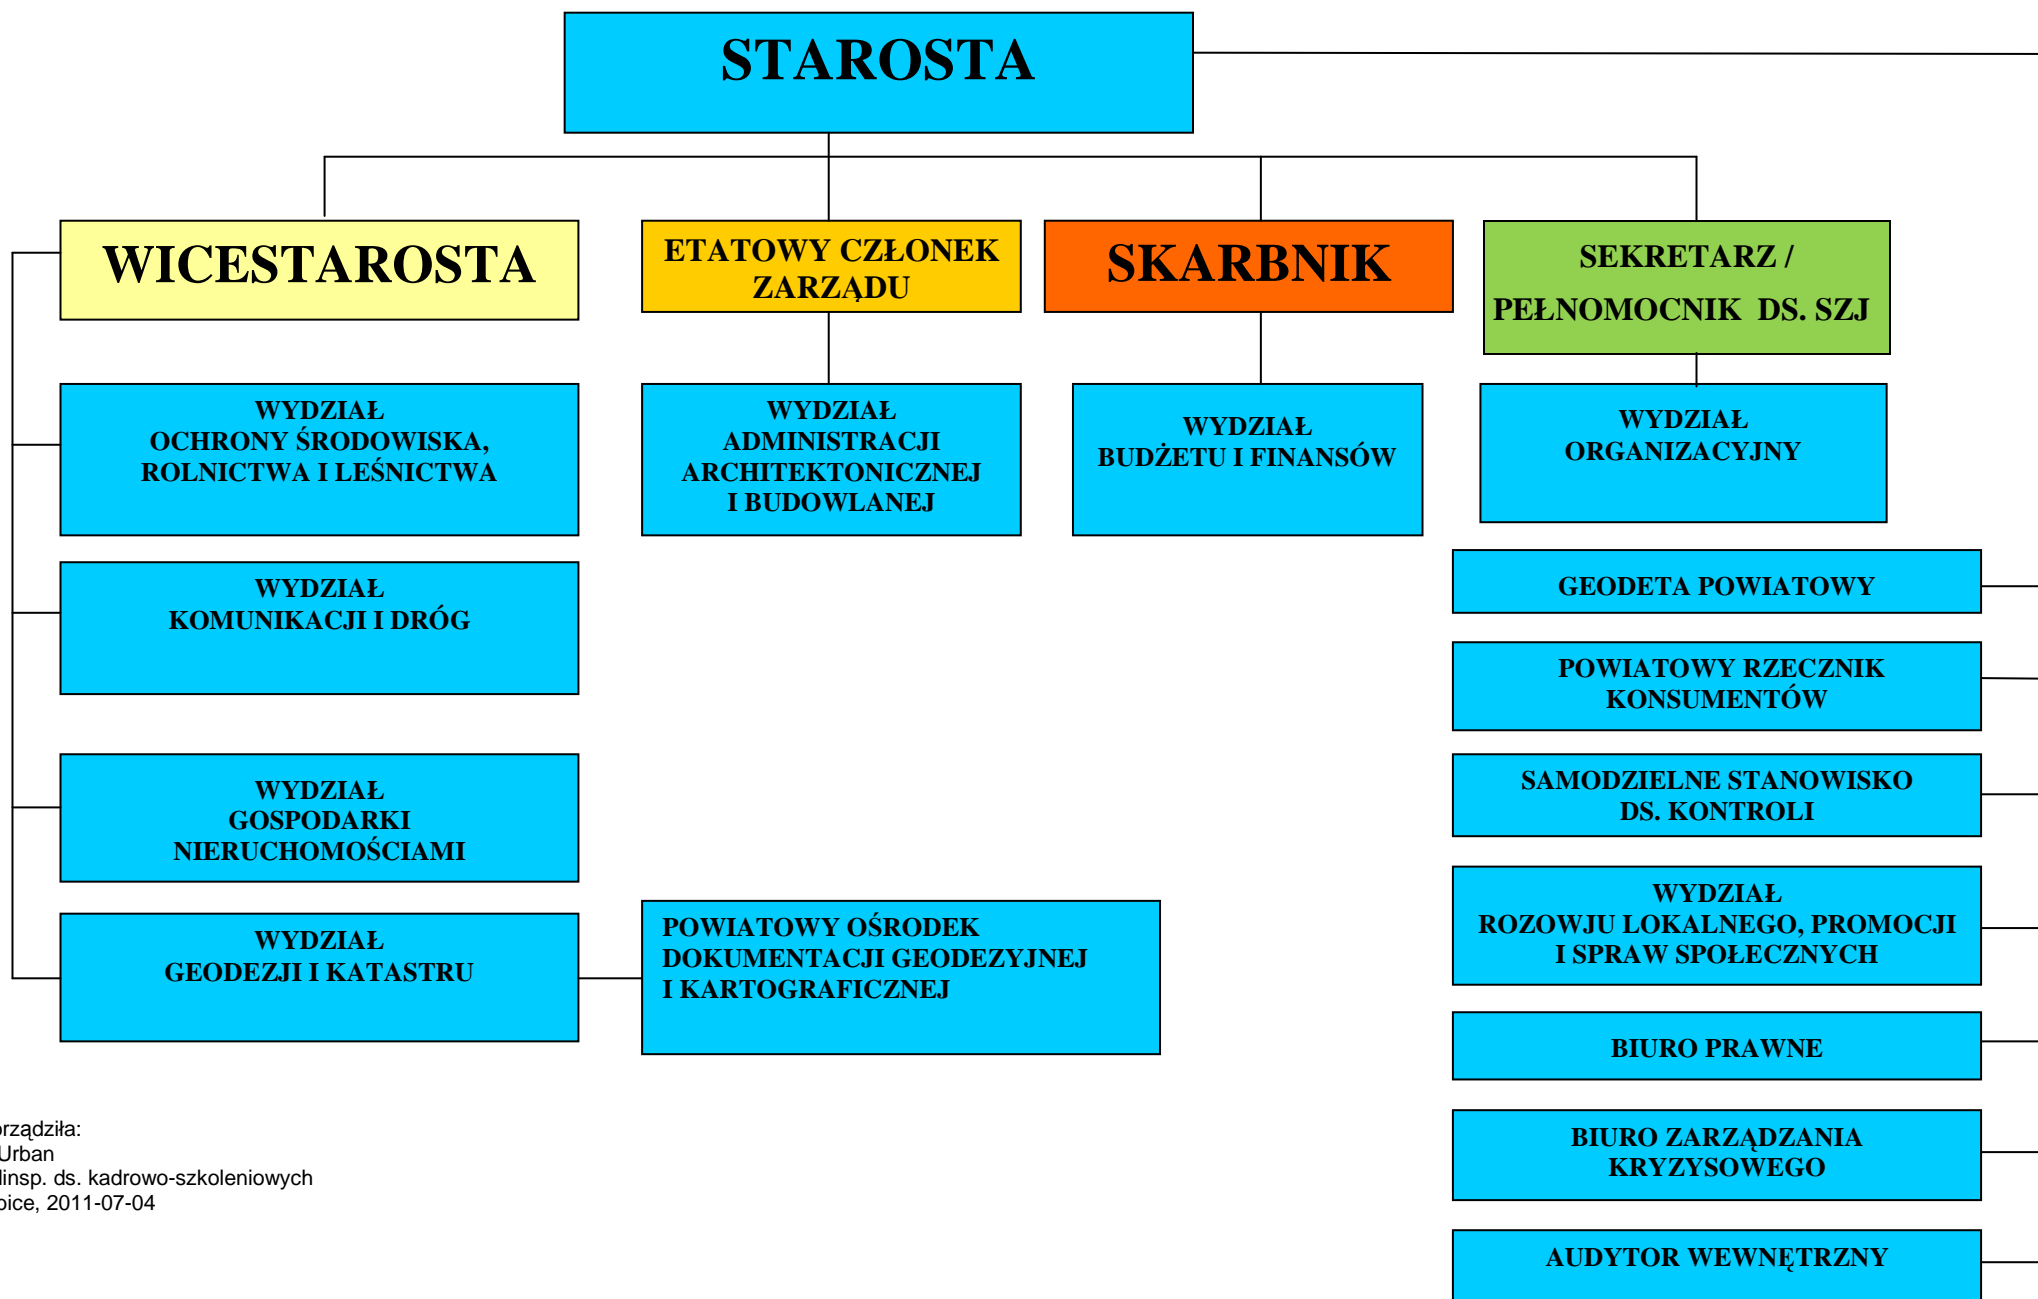 STAROSTA
WICESTAROSTA
ETATOWY CZŁONEK
ZARZĄDU
SKARBNIK
SEKRETARZ /
PEŁNOMOCNIK DS. SZJ
WYDZIAŁ
OCHRONY ŚRODOWISKA,
ROLNICTWA I LEŚNICTWA
WYDZIAŁ
ADMINISTRACJI
ARCHITEKTONICZNEJ
I BUDOWLANEJ
WYDZIAŁ
BUDŻETU I FINANSÓW
WYDZIAŁ
ORGANIZACYJNY
WYDZIAŁ
KOMUNIKACJI I DRÓG
WYDZIAŁ
GOSPODARKI
NIERUCHOMOŚCIAMI
WYDZIAŁ
GEODEZJI I KATASTRU
POWIATOWY OŚRODEK
DOKUMENTACJI GEODEZYJNEJ
I KARTOGRAFICZNEJ
GEODETA POWIATOWY
POWIATOWY RZECZNIK
KONSUMENTÓW
SAMODZIELNE STANOWISKO
DS. KONTROLI
WYDZIAŁ
ROZOWJU LOKALNEGO, PROMOCJI
I SPRAW SPOŁECZNYCH
BIURO PRAWNE
BIURO ZARZĄDZANIA
KRYZYSOWEGO
AUDYTOR WEWNĘTRZNY
Urban
ds. kadrowo-szkoleniowych
2011-07-04